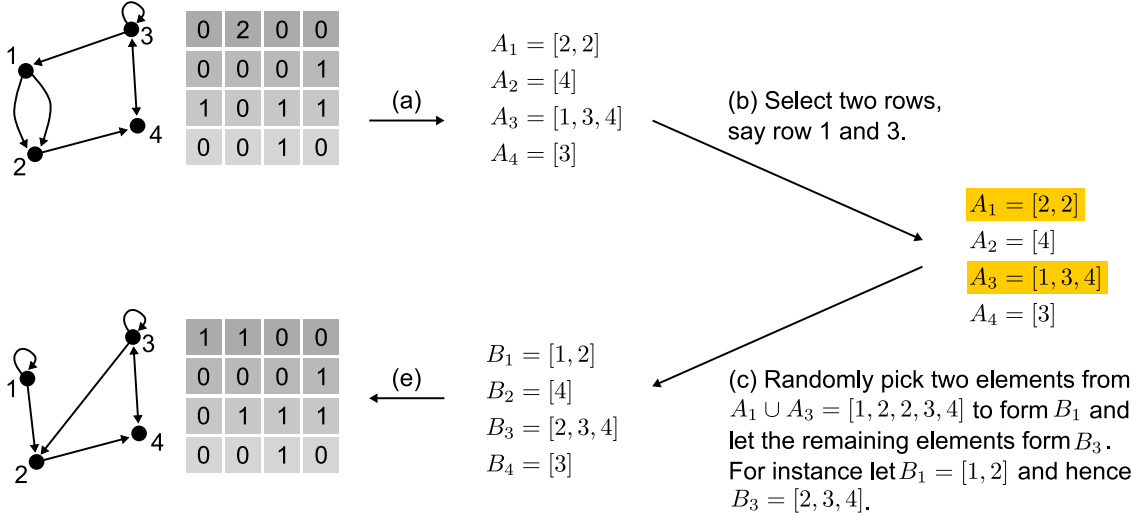 3
1
4
2
0 2 0 0
0 0 0 1
1 0 1 1
0 0 1 0
(a)
A₁ = [2, 2]
A₂ = [4]
A₃ = [1, 3, 4]
A₄ = [3]
(b) Select two rows,
say row 1 and 3.
A₁ = [2, 2]
A₂ = [4]
A₃ = [1, 3, 4]
A₄ = [3]
(c) Randomly pick two elements from
A₁ ∪ A₃ = [1, 2, 2, 3, 4] to form B₁ and
let the remaining elements form B₃.
For instance let B₁ = [1, 2] and hence
B₃ = [2, 3, 4].
B₁ = [1, 2]
B₂ = [4]
B₃ = [2, 3, 4]
B₄ = [3]
(e)
1 1 0 0
0 0 0 1
0 1 1 1
0 0 1 0
3
1
4
2